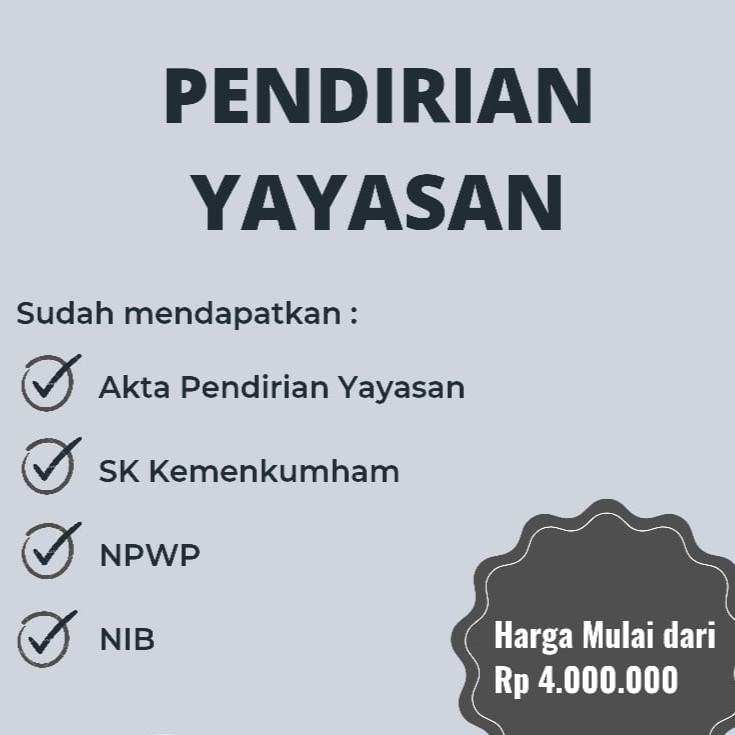 PENDIRIAN
YAYASAN
Sudah mendapatkan :
Akta Pendirian Yayasan
SK Kemenkumham
NPWP
NIB
Harga Mulai dari
Rp 4.000.000